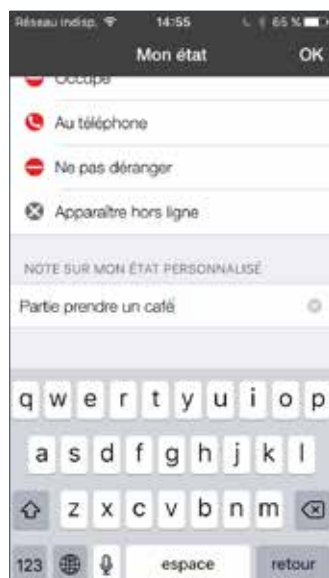 Réseau indisp. 14:55 65 %
Mon état OK
Occupé
Au téléphone
Ne pas déranger
Apparaître hors ligne
NOTE SUR MON ÉTAT PERSONNALISÉ
Partie prendre un café
q w e r t y u i o p
a s d f g h j k l
z x c v b n m
123 espace retour